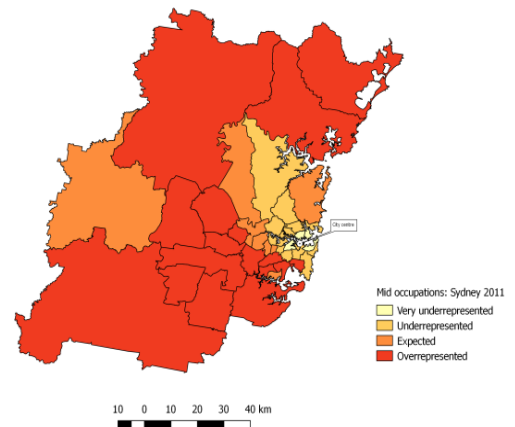 City centre
Mid occupations: Sydney 2011
Very underrepresented
Underrepresented
Expected
Overrepresented
10 0 10 20 30 40 km